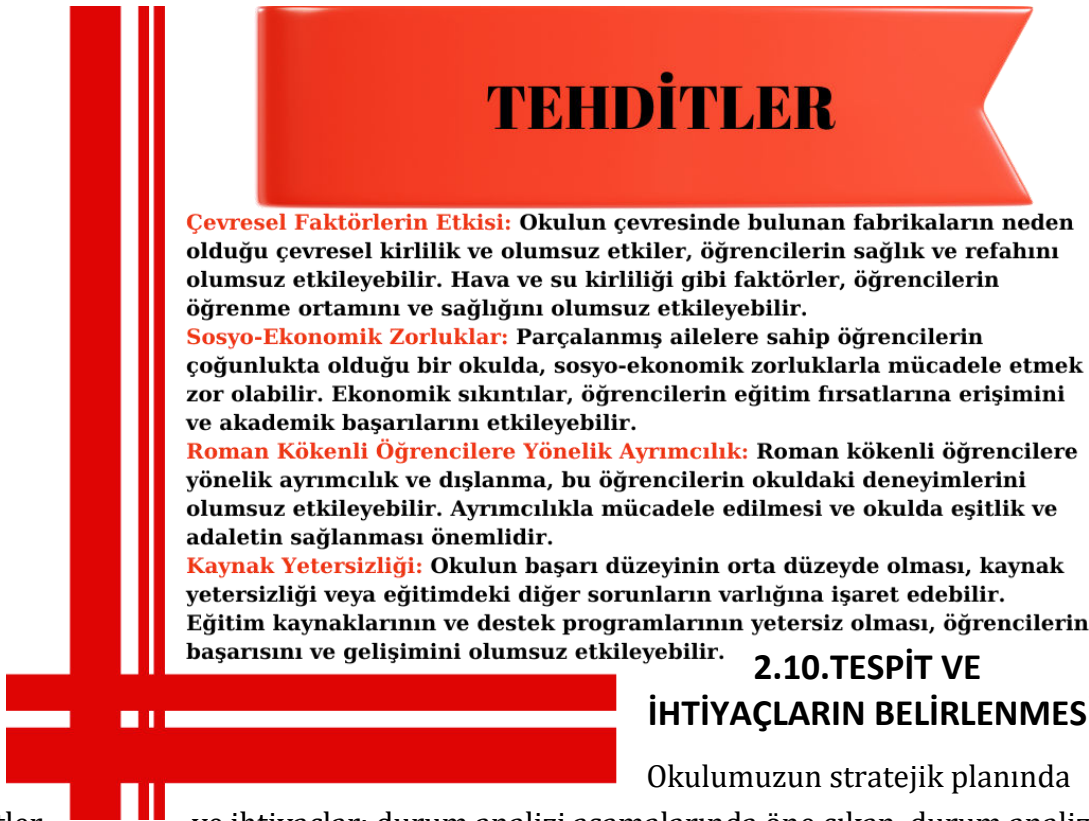 TEHDİTLER
Çevresel Faktörlerin Etkisi: Okulun çevresinde bulunan fabrikaların neden
olduğu çevresel kirlilik ve olumsuz etkiler, öğrencilerin sağlık ve refahını
olumsuz etkileyebilir. Hava ve su kirliliği gibi faktörler, öğrencilerin
öğrenme ortamını ve sağlığını olumsuz etkileyebilir.
Sosyo-Ekonomik Zorluklar: Parçalanmış ailelere sahip öğrencilerin
çoğunlukta olduğu bir okulda, sosyo-ekonomik zorluklarla mücadele etmek
zor olabilir. Ekonomik sıkıntılar, öğrencilerin eğitim fırsatlarına erişimini
ve akademik başarılarını etkileyebilir.
Roman Kökenli Öğrencilere Yönelik Ayrımcılık: Roman kökenli öğrencilere
yönelik ayrımcılık ve dışlanma, bu öğrencilerin okuldaki deneyimlerini
olumsuz etkileyebilir. Ayrımcılıkla mücadele edilmesi ve okulda eşitlik ve
adaletin sağlanması önemlidir.
Kaynak Yetersizliği: Okulun başarı düzeyinin orta düzeyde olması, kaynak
yetersizliği veya eğitimdeki diğer sorunların varlığına işaret edebilir.
Eğitim kaynaklarının ve destek programlarının yetersiz olması, öğrencilerin
başarısını ve gelişimini olumsuz etkileyebilir.
2.10.TESPİT VE
İHTİYAÇLARIN BELİRLENMES
Okulumuzun stratejik planında